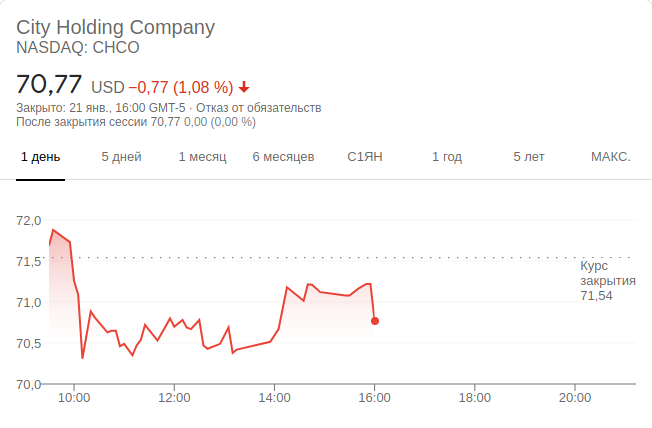 City Holding Company
NASDAQ: CHCO
70,77 USD −0,77 (1,08 %)
Закрыто: 21 янв., 16:00 GMT-5 · Отказ от обязательств
После закрытия сессии 70,77 0,00 (0,00 %)
1 день 5 дней 1 месяц 6 месяцев С1ЯН 1 год 5 лет МАКС.
72,0
71,5
Курс
закрытия
71,54
71,0
70,5
70,0
10:00 12:00 14:00 16:00 18:00 20:00